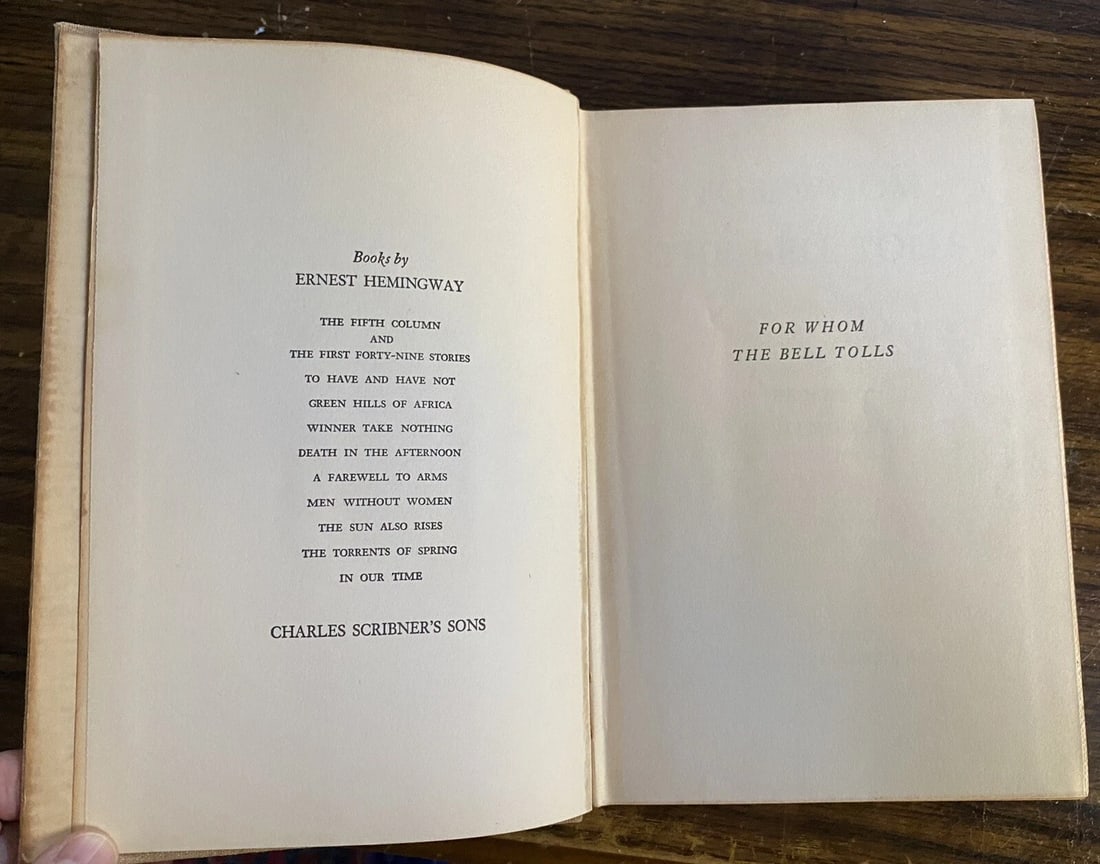 Books by
ERNEST HEMINGWAY
THE FIFTH COLUMN
AND
THE FIRST FORTY-NINE STORIES
TO HAVE AND HAVE NOT
GREEN HILLS OF AFRICA
WINNER TAKE NOTHING
DEATH IN THE AFTERNOON
A FAREWELL TO ARMS
MEN WITHOUT WOMEN
THE SUN ALSO RISES
THE TORRENTS OF SPRING
IN OUR TIME
CHARLES SCRIBNER'S SONS
FOR WHOM
THE BELL TOLLS